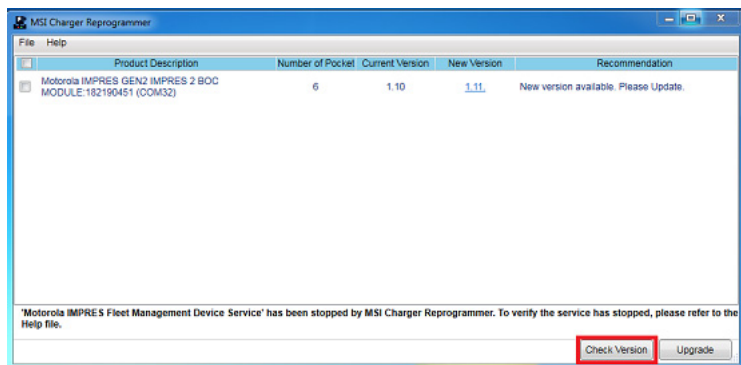 MSI Charger Reprogrammer
File Help
Product Description Number of Pocket Current Version New Version Recommendation
Motorola IMPRES GEN2 IMPRES 2 BOC
MODULE:182190451 (COM32) 6 1.10 1.11. New version available. Please Update.
'Motorola IMPRES Fleet Management Device Service' has been stopped by MSI Charger Reprogrammer. To verify the service has stopped, please refer to the
Help file.
Check Version Upgrade